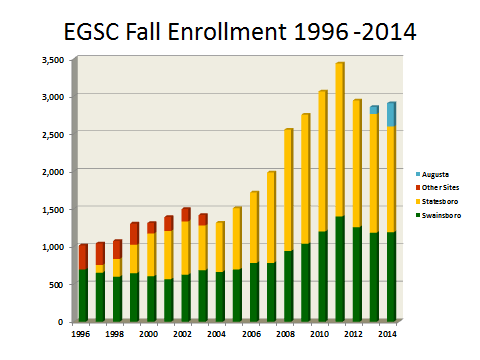 EGSC Fall Enrollment 1996 -2014
3,500
3,000
2,500
2,000
1,500
1,000
500
0
1996 1998 2000 2002 2004 2006 2008 2010 2012 2014
Augusta
Other Sites
Statesboro
Swainsboro